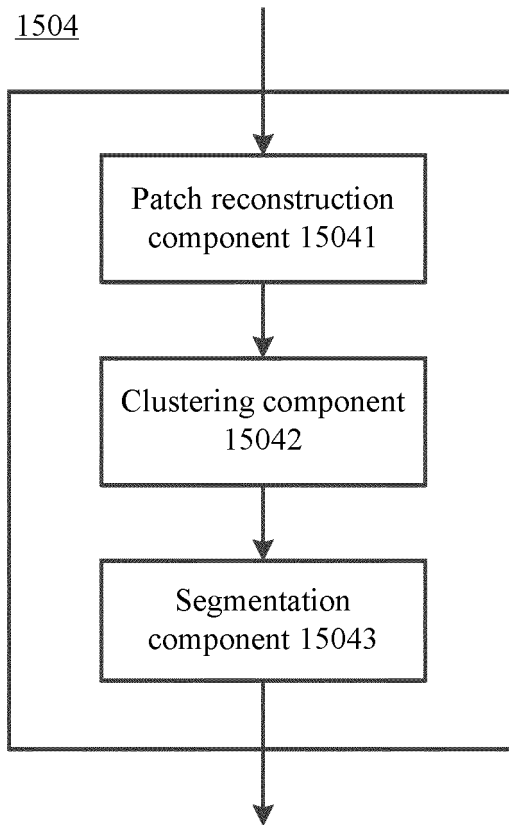 1504
Patch reconstruction
component 15041
Clustering component
15042
Segmentation
component 15043